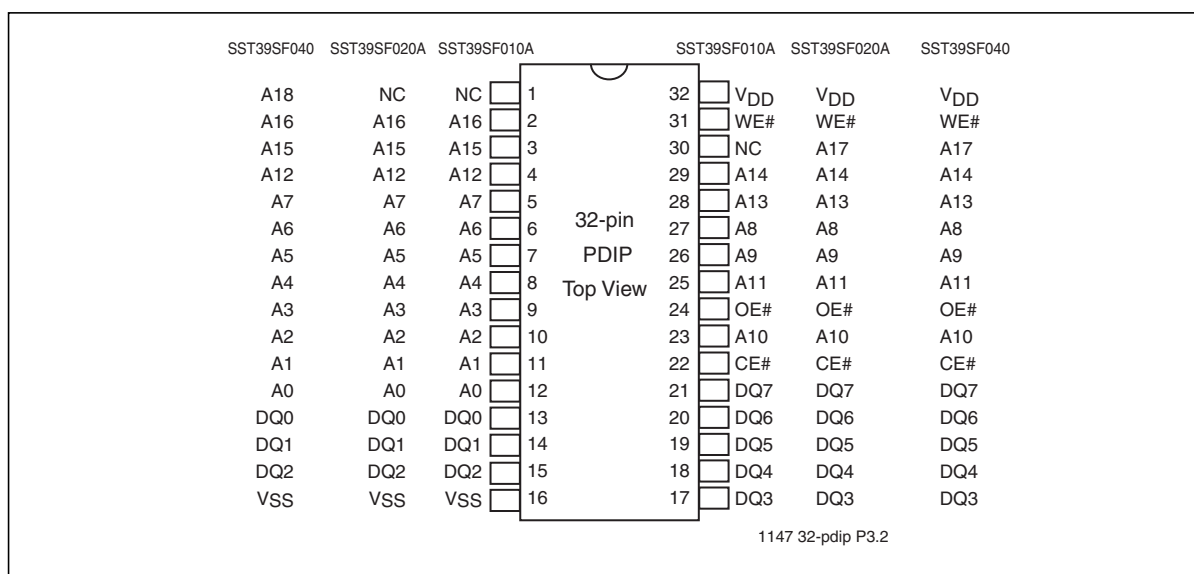 SST39SF040 SST39SF020A SST39SF010A SST39SF010A SST39SF020A SST39SF040
A18 NC NC 1 32 VDD VDD VDD
A16 A16 A16 2 31 WE# WE# WE#
A15 A15 A15 3 30 NC A17 A17
A12 A12 A12 4 29 A14 A14 A14
A7 A7 A7 5 28 A13 A13 A13
A6 A6 A6 6 32-pin 27 A8 A8 A8
A5 A5 A5 7 PDIP 26 A9 A9 A9
A4 A4 A4 8 Top View 25 A11 A11 A11
A3 A3 A3 9 24 OE# OE# OE#
A2 A2 A2 10 23 A10 A10 A10
A1 A1 A1 11 22 CE# CE# CE#
A0 A0 A0 12 21 DQ7 DQ7 DQ7
DQ0 DQ0 DQ0 13 20 DQ6 DQ6 DQ6
DQ1 DQ1 DQ1 14 19 DQ5 DQ5 DQ5
DQ2 DQ2 DQ2 15 18 DQ4 DQ4 DQ4
VSS VSS VSS 16 17 DQ3 DQ3 DQ3
1147 32-pdip P3.2